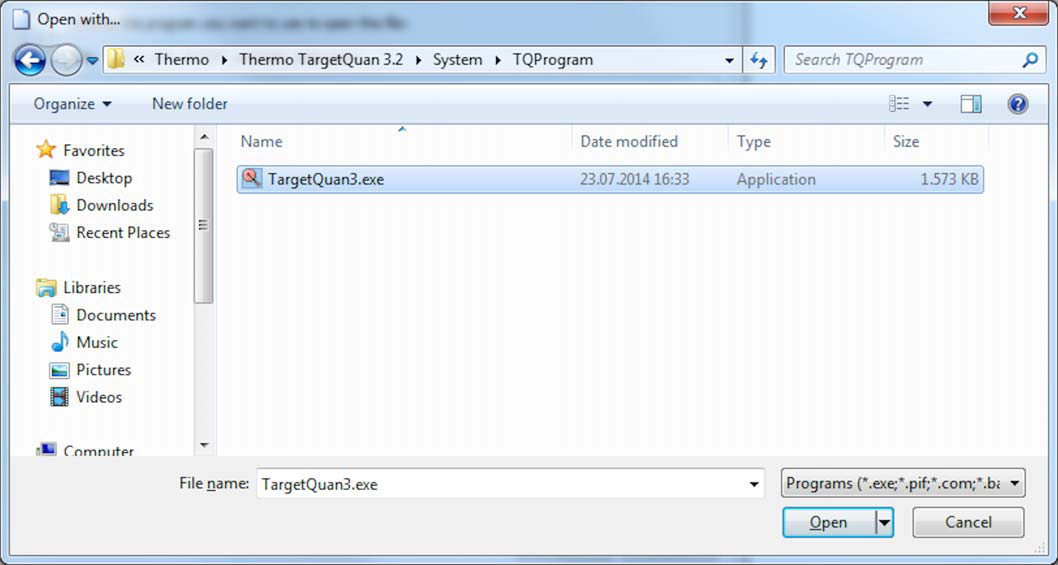 Open with...
« Thermo ▸ Thermo TargetQuan 3.2 ▸ System ▸ TQProgram
Search TQProgram
Organize ▾ New folder
Name Date modified Type Size
TargetQuan3.exe 23.07.2014 16:33 Application 1.573 KB
Favorites
Desktop
Downloads
Recent Places
Libraries
Documents
Music
Pictures
Videos
Computer
File name: TargetQuan3.exe
Programs (*.exe;*.pif;*.com;*.ba
Open Cancel